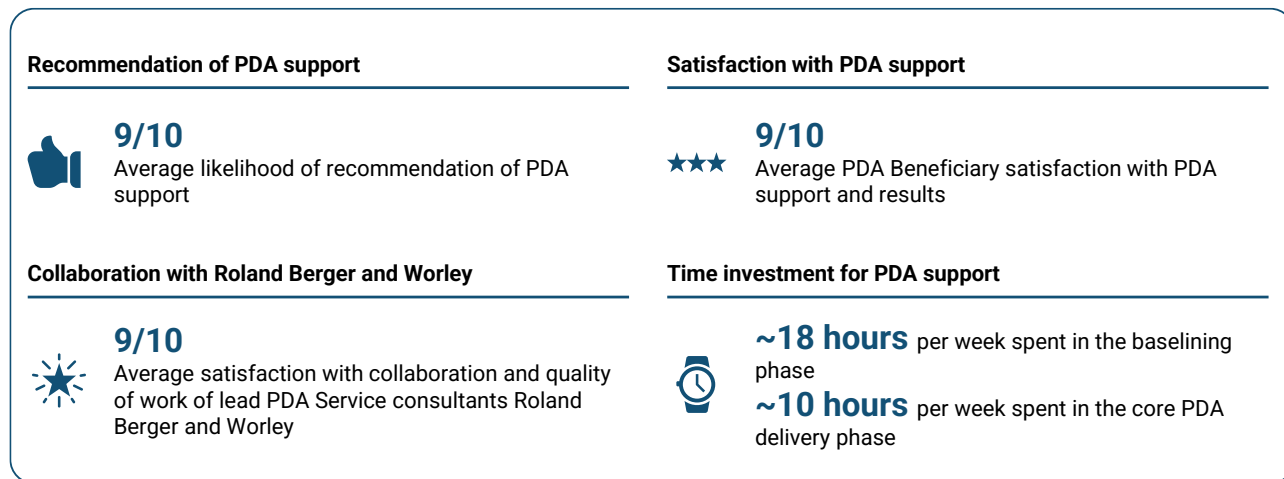 Recommendation of PDA support
9/10
Average likelihood of recommendation of PDA
support
Satisfaction with PDA support
9/10
Average PDA Beneficiary satisfaction with PDA
support and results
Collaboration with Roland Berger and Worley
9/10
Average satisfaction with collaboration and quality
of work of lead PDA Service consultants Roland
Berger and Worley
Time investment for PDA support
~18 hours per week spent in the baselining
phase
~10 hours per week spent in the core PDA
delivery phase